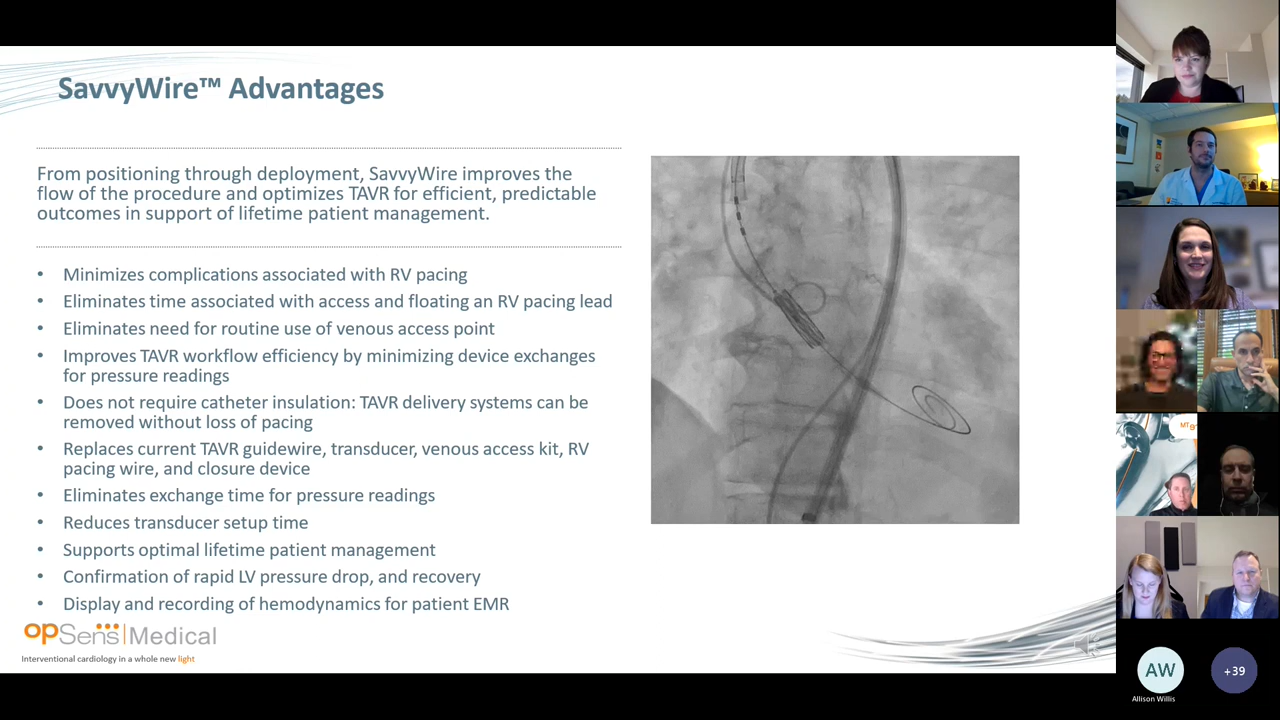 SavvyWire™ Advantages
From positioning through deployment, SavvyWire improves the
flow of the procedure and optimizes TAVR for efficient, predictable
outcomes in support of lifetime patient management.
• Minimizes complications associated with RV pacing
• Eliminates time associated with access and floating an RV pacing lead
• Eliminates need for routine use of venous access point
• Improves TAVR workflow efficiency by minimizing device exchanges
for pressure readings
• Does not require catheter insulation: TAVR delivery systems can be
removed without loss of pacing
• Replaces current TAVR guidewire, transducer, venous access kit, RV
pacing wire, and closure device
• Eliminates exchange time for pressure readings
• Reduces transducer setup time
• Supports optimal lifetime patient management
• Confirmation of rapid LV pressure drop, and recovery
• Display and recording of hemodynamics for patient EMR
opSens Medical
Interventional cardiology in a whole new light
AW
Allison Willis
+39